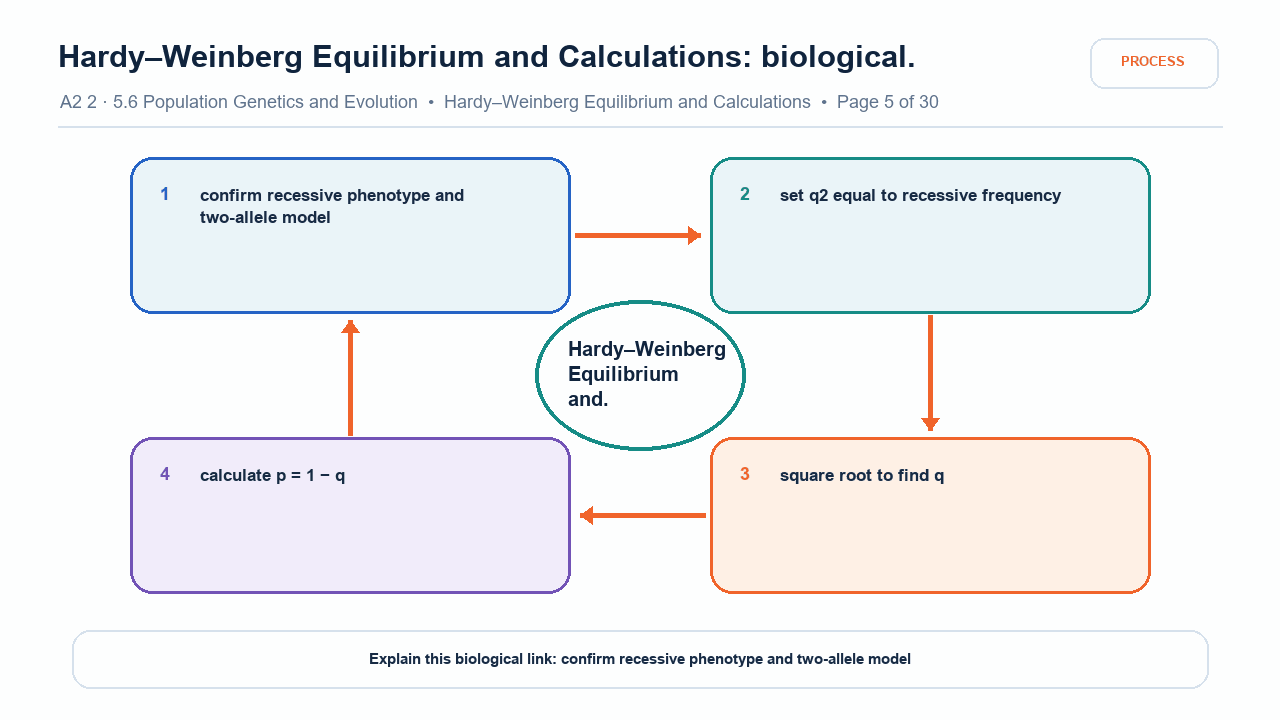 Hardy–Weinberg Equilibrium and Calculations: biological.
PROCESS
A2 2 · 5.6 Population Genetics and Evolution • Hardy–Weinberg Equilibrium and Calculations • Page 5 of 30
1 confirm recessive phenotype and
two-allele model
2 set q2 equal to recessive frequency
Hardy–Weinberg
Equilibrium
and.
4 calculate p = 1 − q
3 square root to find q
Explain this biological link: confirm recessive phenotype and two-allele model